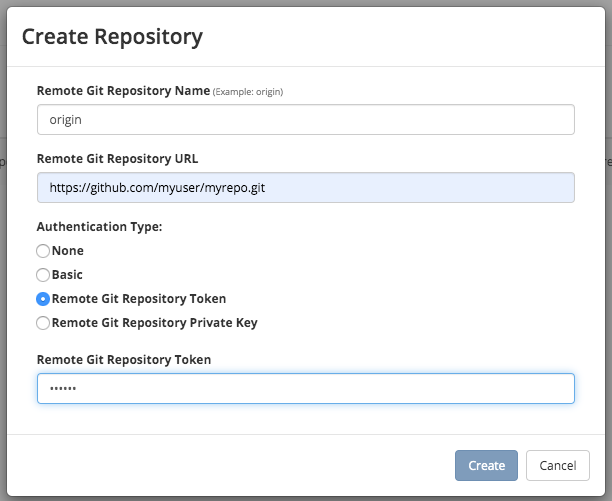 Create Repository
Remote Git Repository Name (Example: origin)
origin
Remote Git Repository URL
https://github.com/myuser/myrepo.git
Authentication Type:
None
Basic
Remote Git Repository Token
Remote Git Repository Private Key
Remote Git Repository Token
••••••
Create Cancel